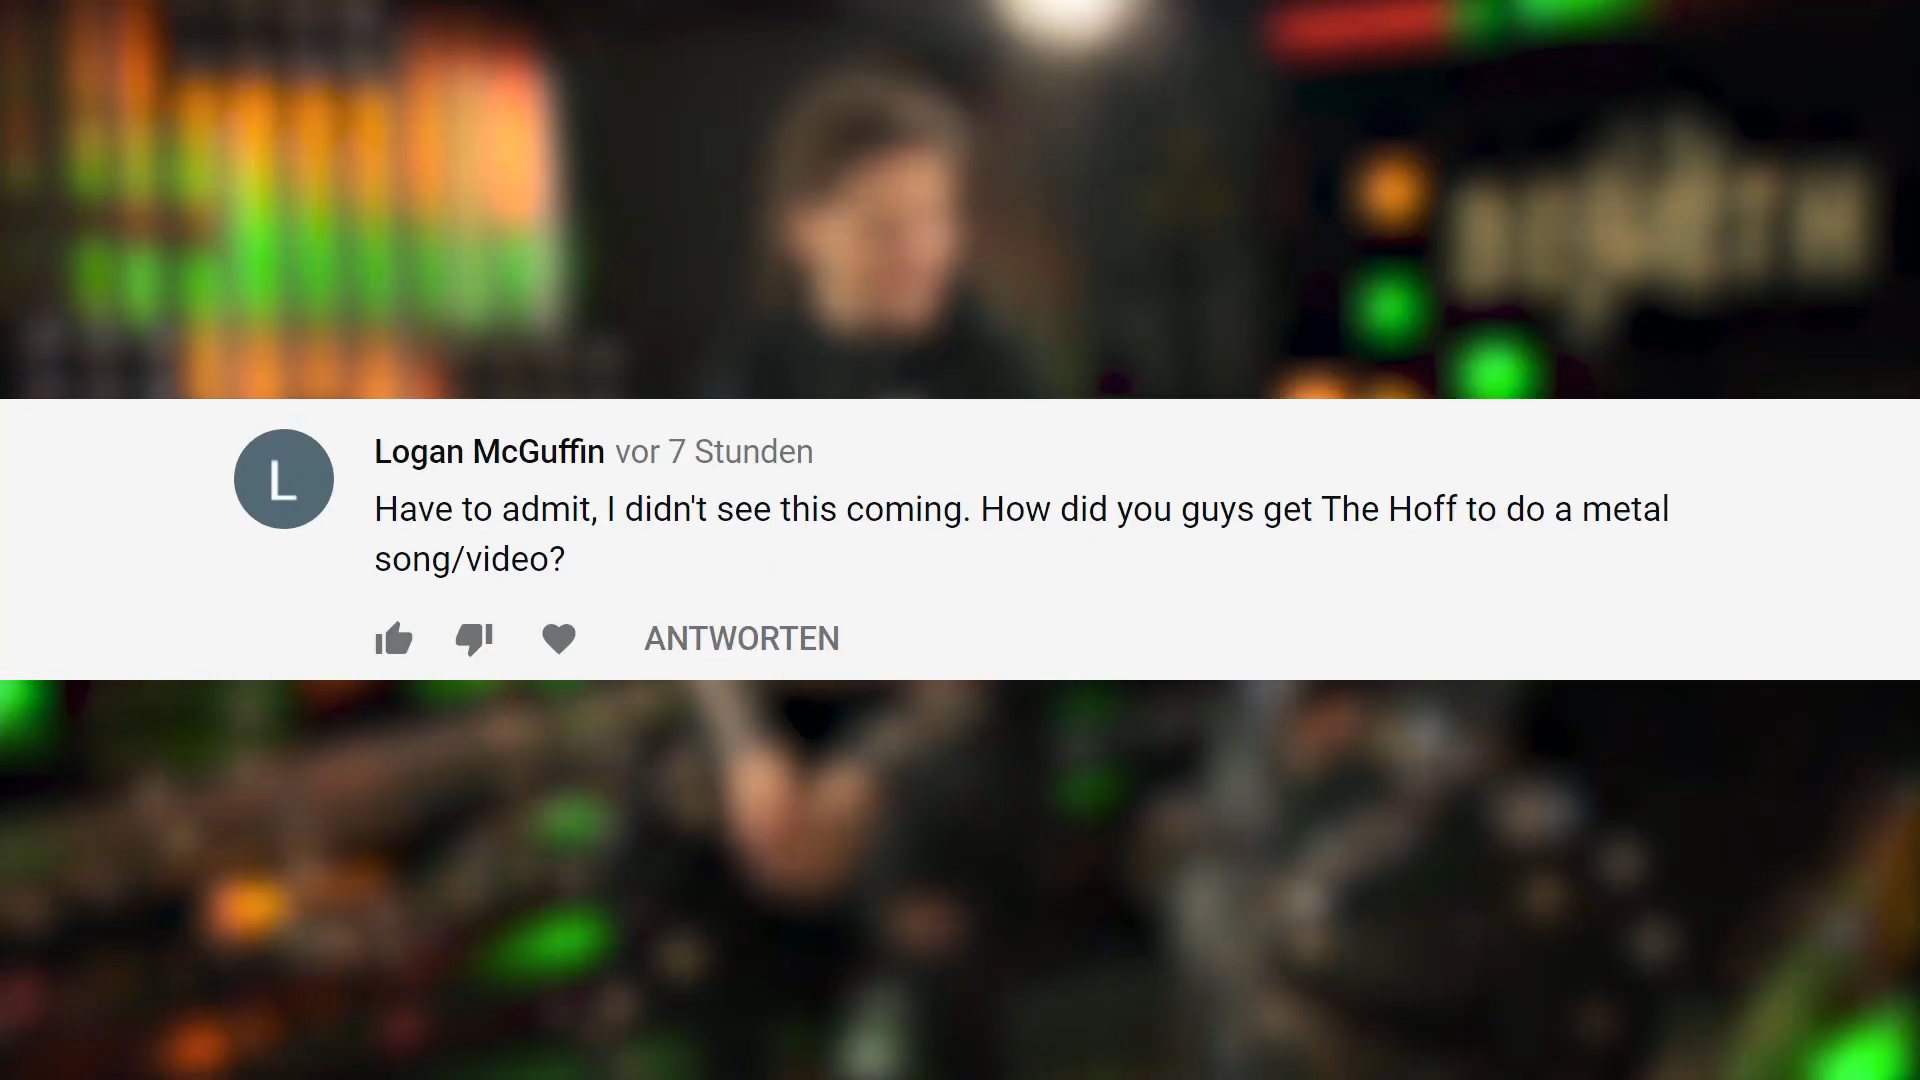 L
Logan McGuffin vor 7 Stunden
Have to admit, I didn't see this coming. How did you guys get The Hoff to do a metal
song/video?
ANTWORTEN